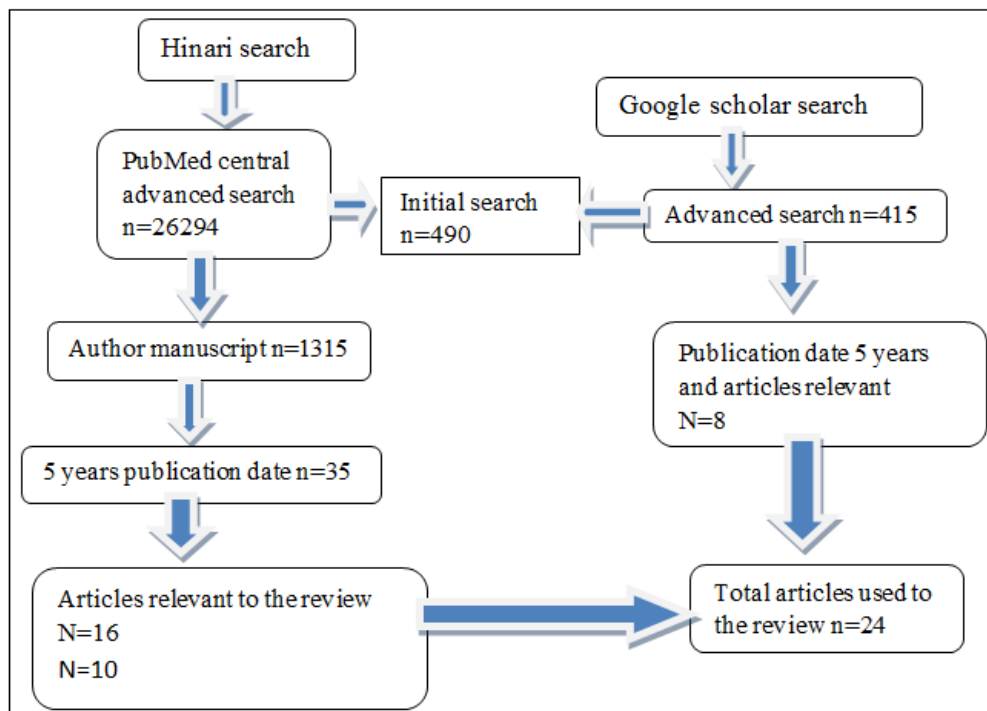 Hinari search
Google scholar search
PubMed central
advanced search
n=26294
Initial search
n=490
Advanced search n=415
Author manuscript n=1315
Publication date 5 years
and articles relevant
N=8
5 years publication date n=35
Articles relevant to the review
N=16
N=10
Total articles used to
the review n=24